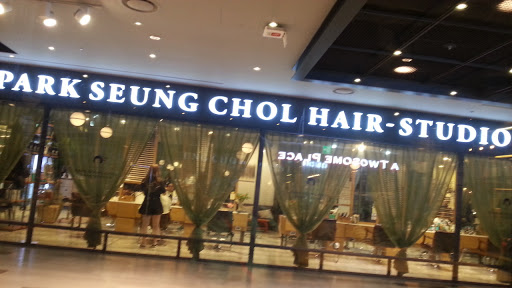 PARK SEUNG CHOL HAIR-STUDIO
A TWOSOME PLACE